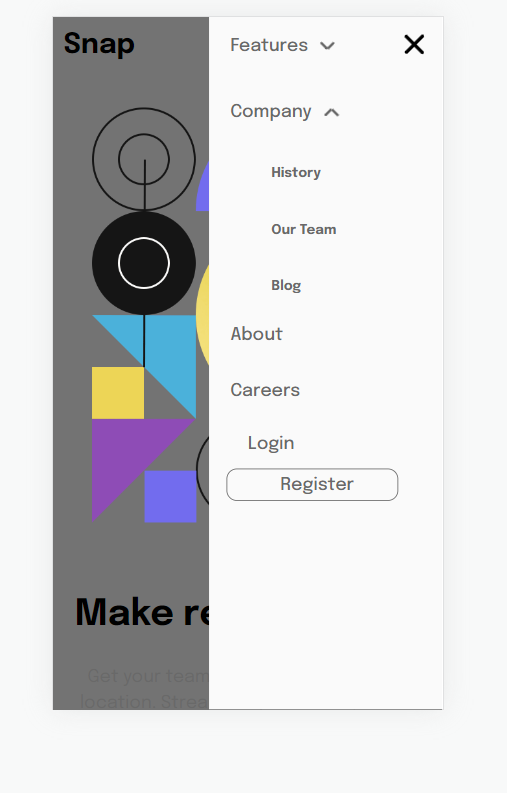 Snap
Features
Company
History
Our Team
Blog
About
Careers
Login
Register
Make re
Get your team
location. Strea